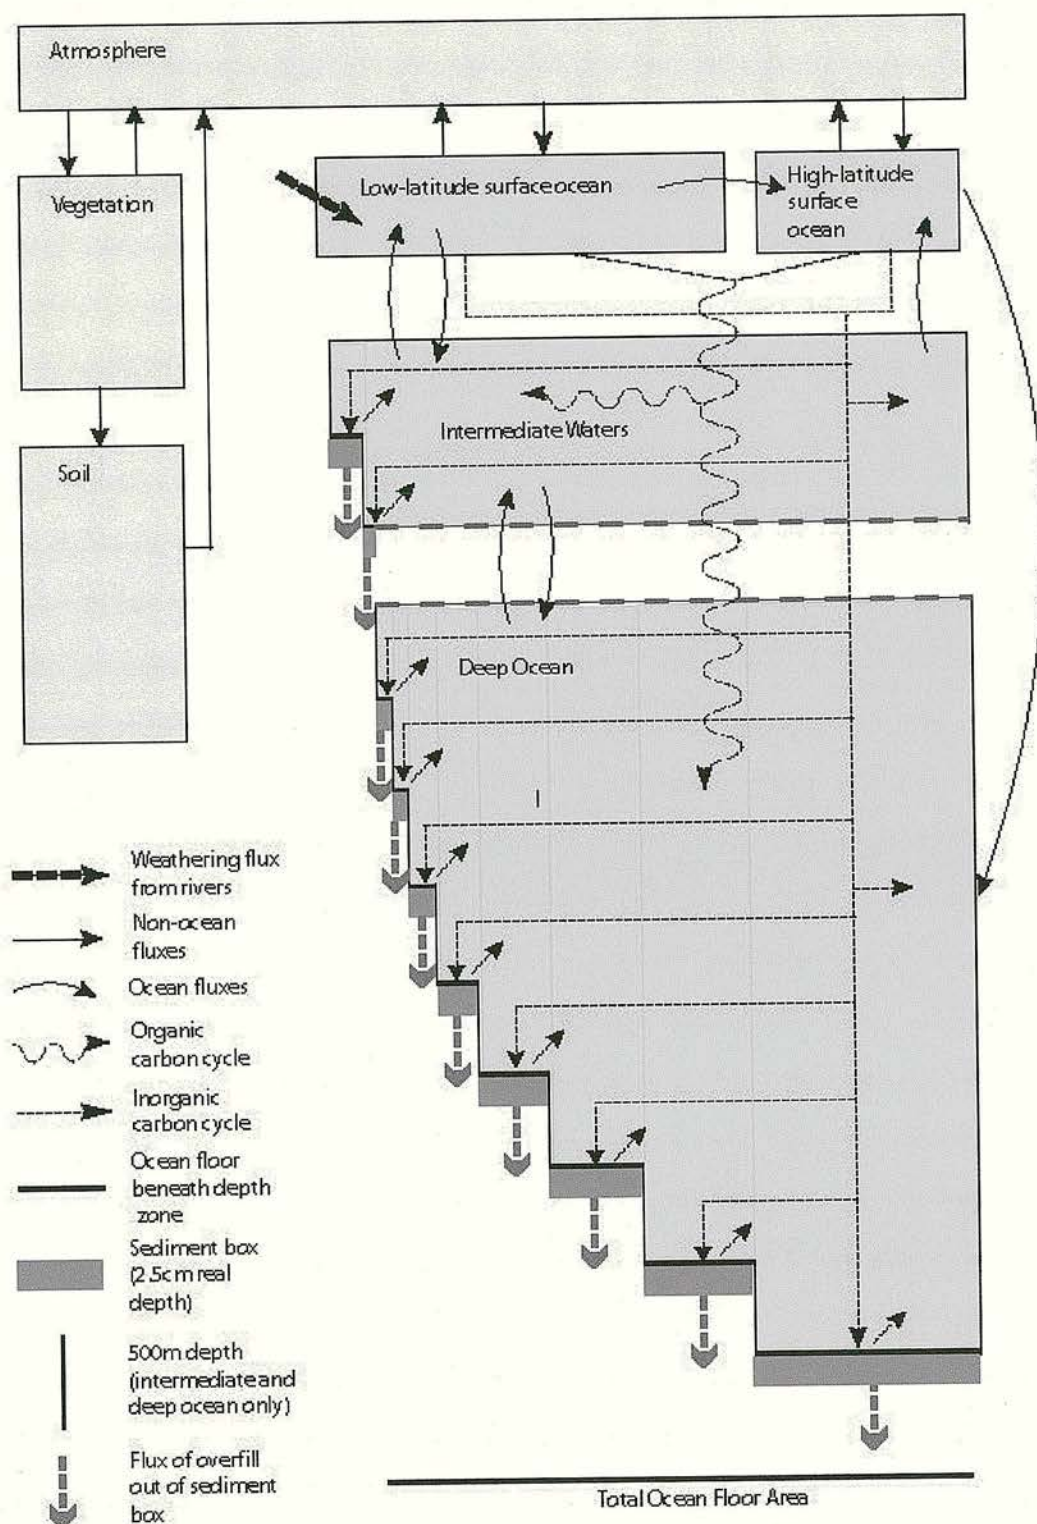 Atmosphere
Vegetation
Low-latitude surface ocean
High-latitude
surface
ocean
Soil
Intermediate Waters
Deep Ocean
Weathering flux
from rivers
Non-ocean
fluxes
Ocean fluxes
Organic
carbon cycle
Inorganic
carbon cycle
Ocean floor
beneath depth
zone
Sediment box
(2.5cm real
depth)
500m depth
(intermediate and
deep ocean only)
Flux of overfill
out of sediment
box
Total Ocean Floor Area